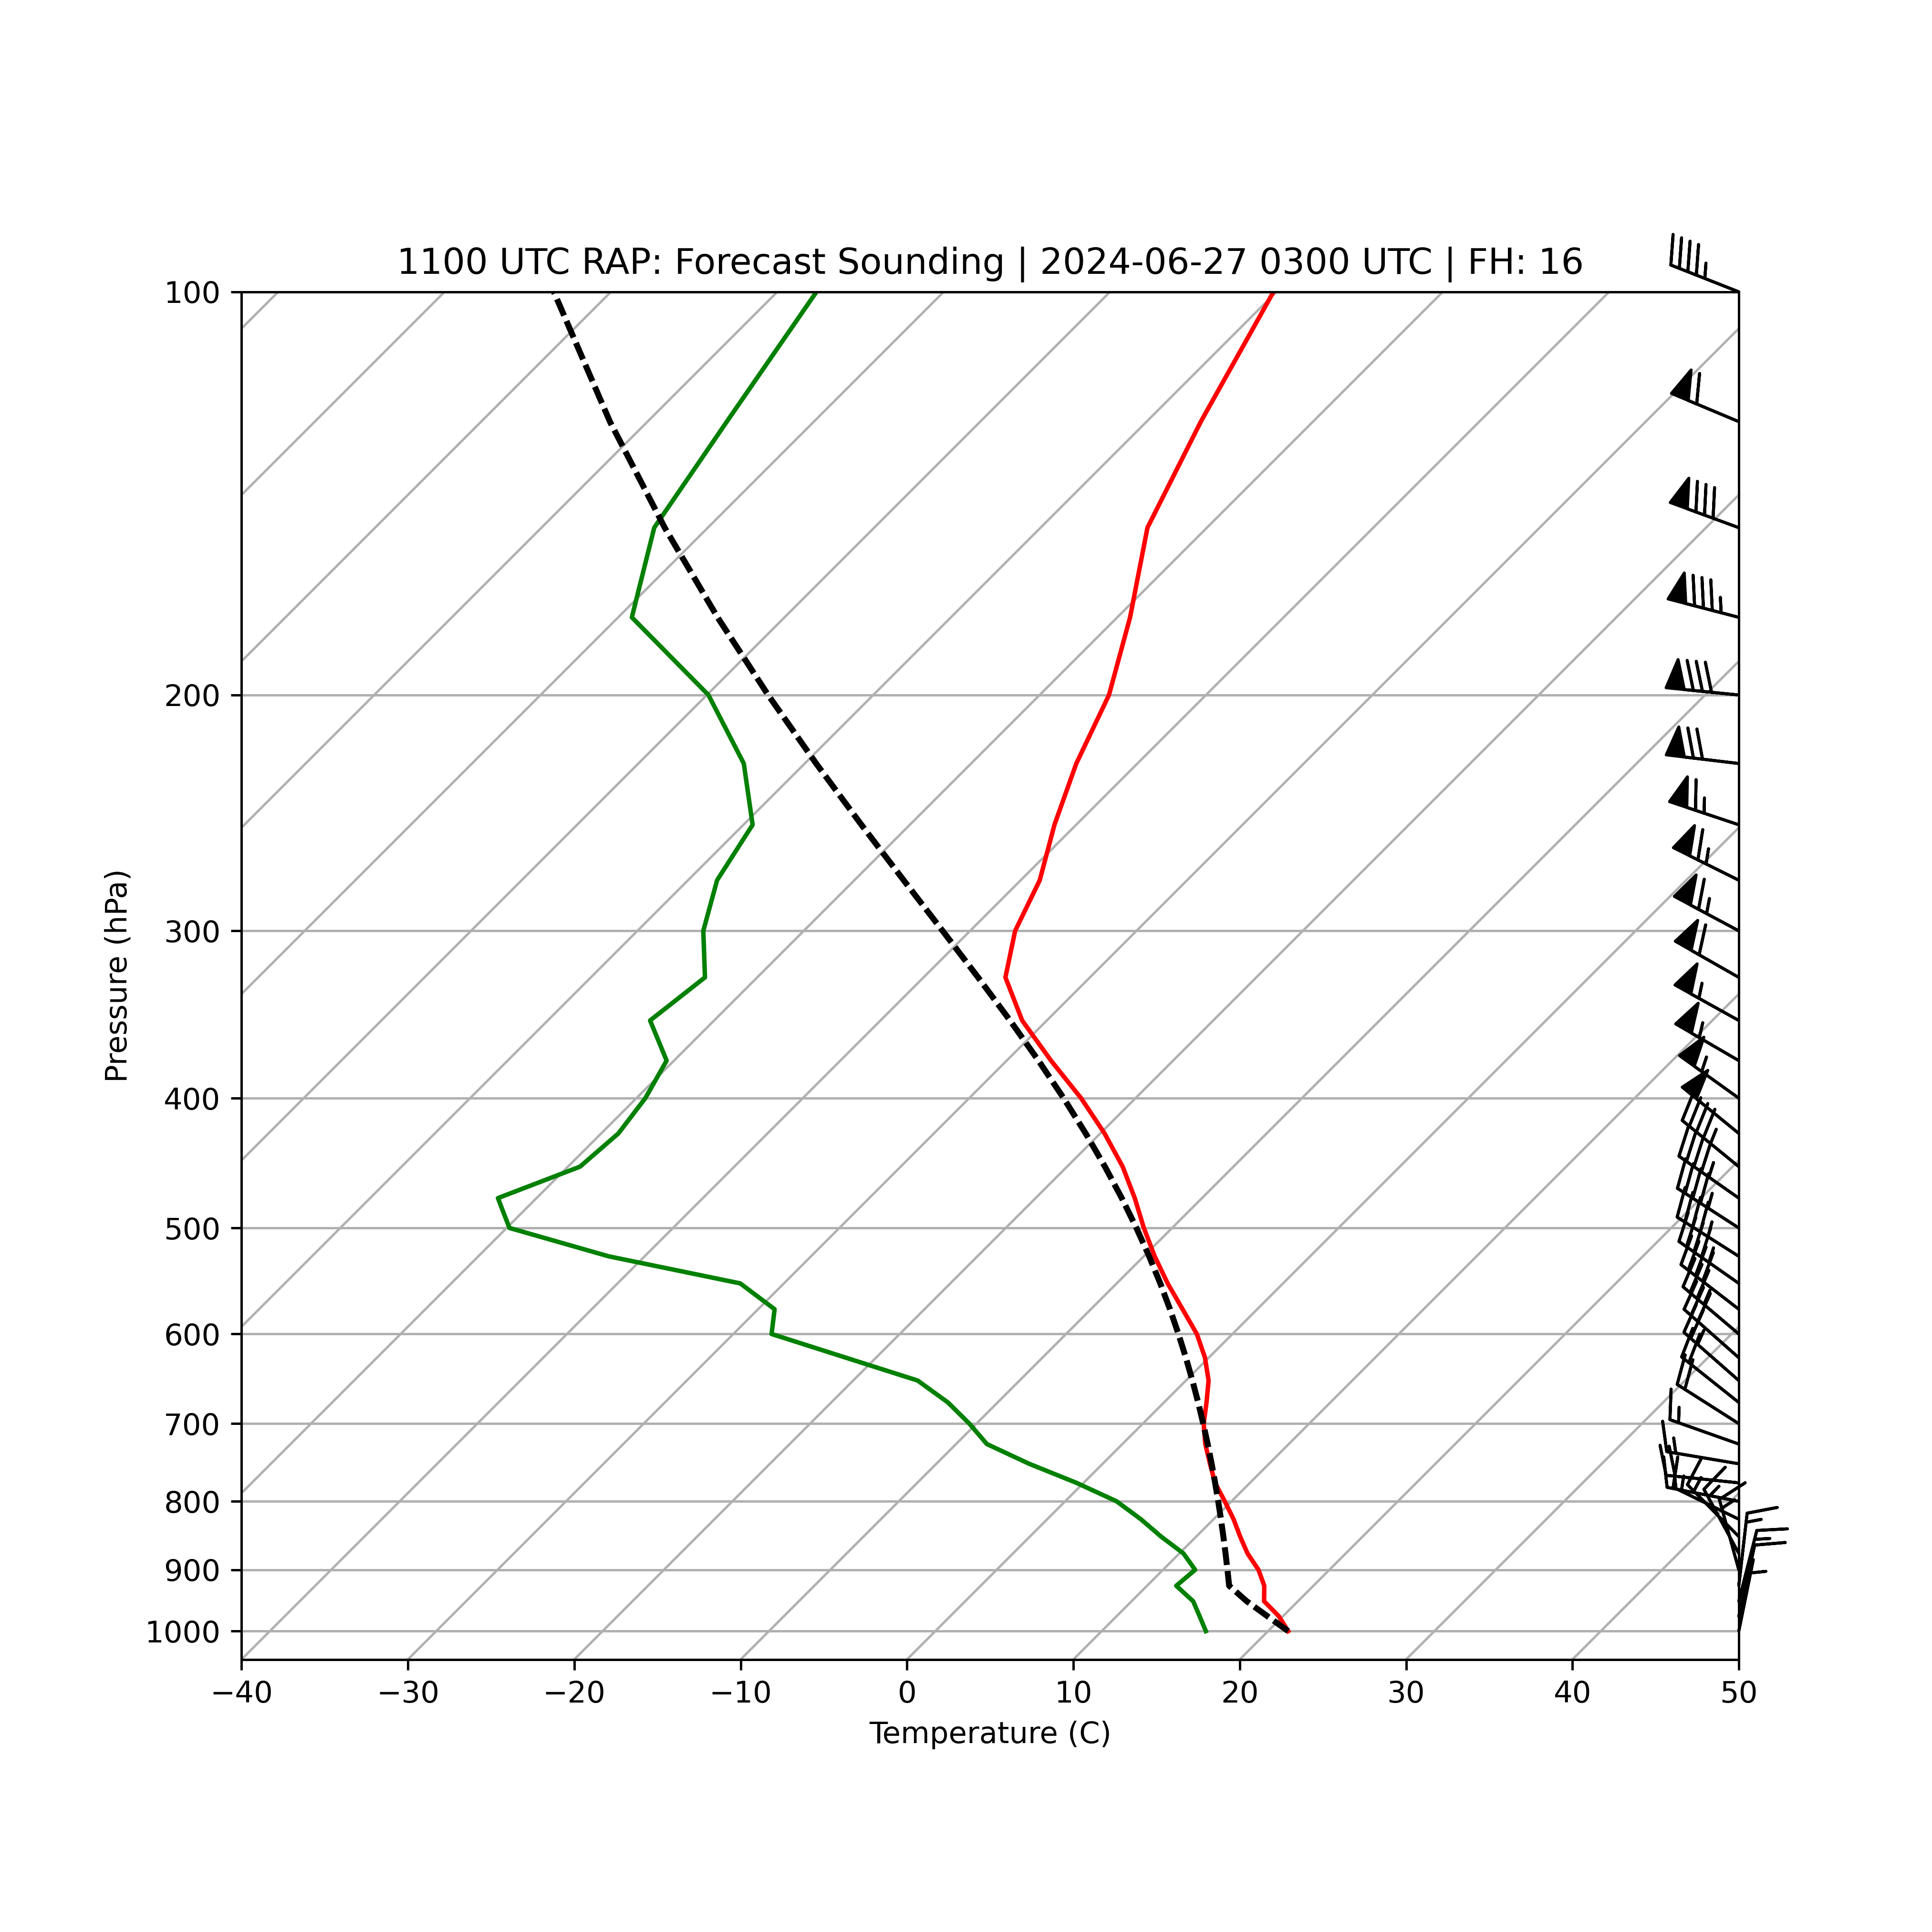 1100 UTC RAP: Forecast Sounding | 2024-06-27 0300 UTC | FH: 16
100
200
300
400
500
600
700
800
900
1000
Pressure (hPa)
−40 −30 −20 −10 0 10 20 30 40 50
Temperature (C)